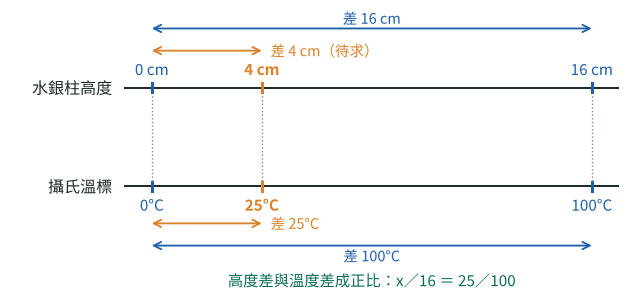 差 16 cm
差 4 cm（待求）
0 cm 4 cm 16 cm
水銀柱高度
攝氏溫標
0°C 25°C 100°C
差 25°C
差 100°C
高度差與溫度差成正比：x／16 ＝ 25／100